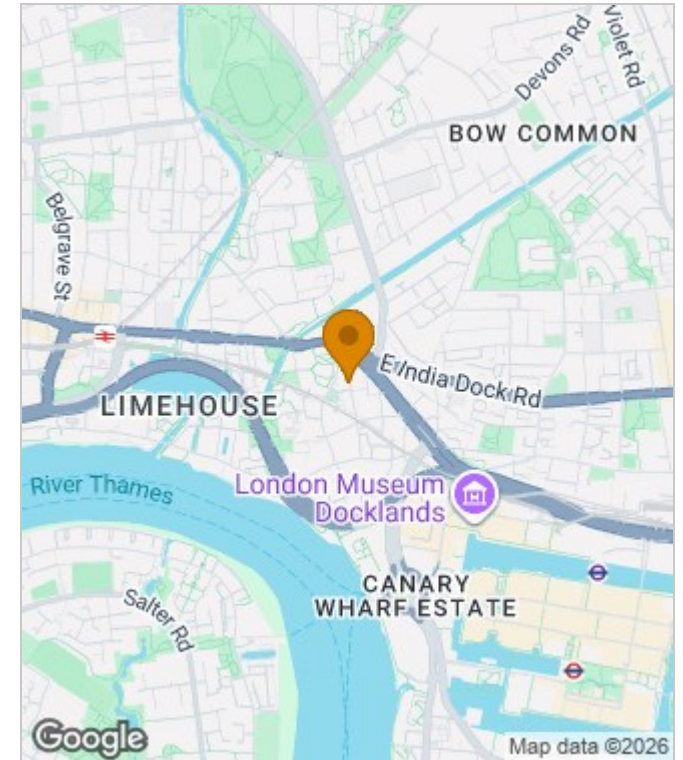 Violet Rd
Devons Rd
BOW COMMON
Belgrave St
E India Dock Rd
LIMEHOUSE
River Thames
London Museum
Docklands
CANARY
WHARF ESTATE
Salter Rd
Google
Map data ©2026